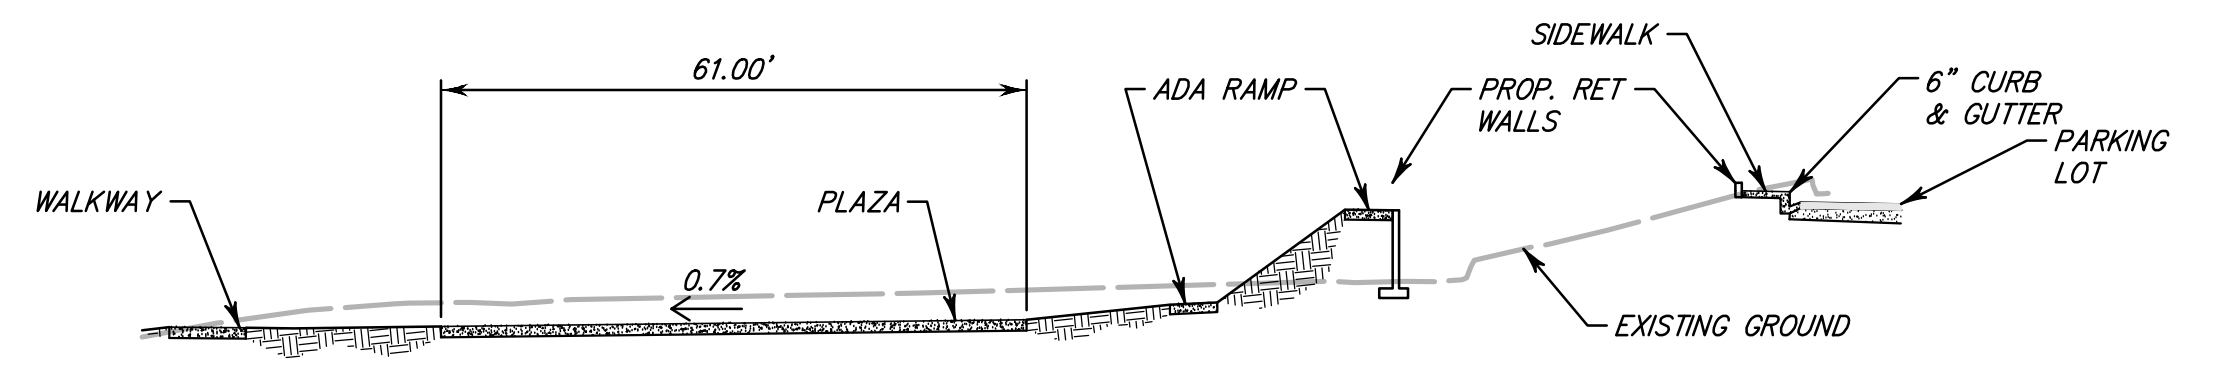 SIDEWALK
61.00'
ADA RAMP
PROP. RET
WALLS
6" CURB
& GUTTER
PARKING
LOT
WALKWAY
PLAZA
0.7%
EXISTING GROUND